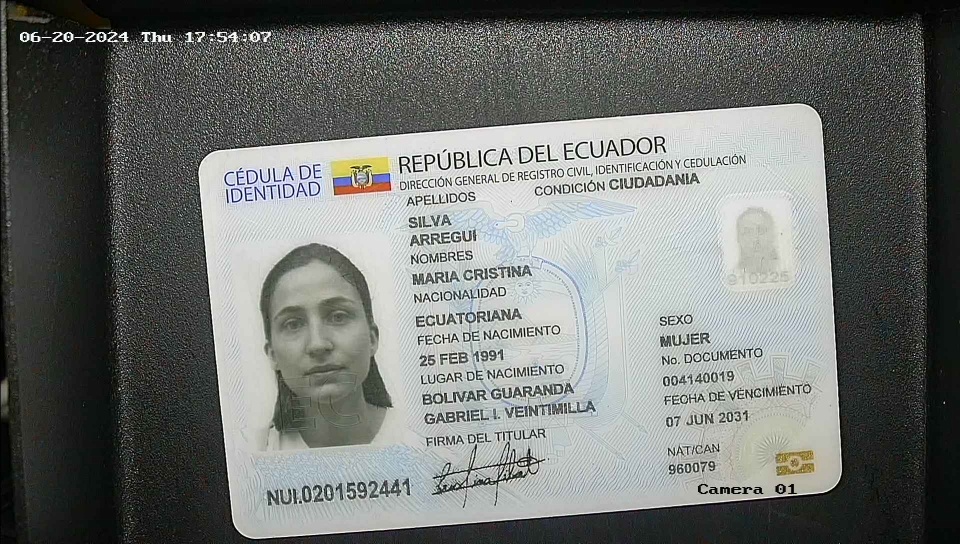 06-20-2024 Thu 17:54:07
CÉDULA DE
IDENTIDAD
REPÚBLICA DEL ECUADOR
DIRECCIÓN GENERAL DE REGISTRO CIVIL, IDENTIFICACIÓN Y CEDULACIÓN
APELLIDOS
CONDICIÓN CIUDADANIA
SILVA
ARREGUI
NOMBRES
MARIA CRISTINA
NACIONALIDAD
ECUATORIANA
FECHA DE NACIMIENTO
25 FEB 1991
LUGAR DE NACIMIENTO
BOLIVAR GUARANDA
GABRIEL I. VEINTIMILLA
FIRMA DEL TITULAR
910225
SEXO
MUJER
No. DOCUMENTO
004140019
FECHA DE VENCIMIENTO
07 JUN 2031
NAT/CAN
960079
NUI.0201592441
Camera 01